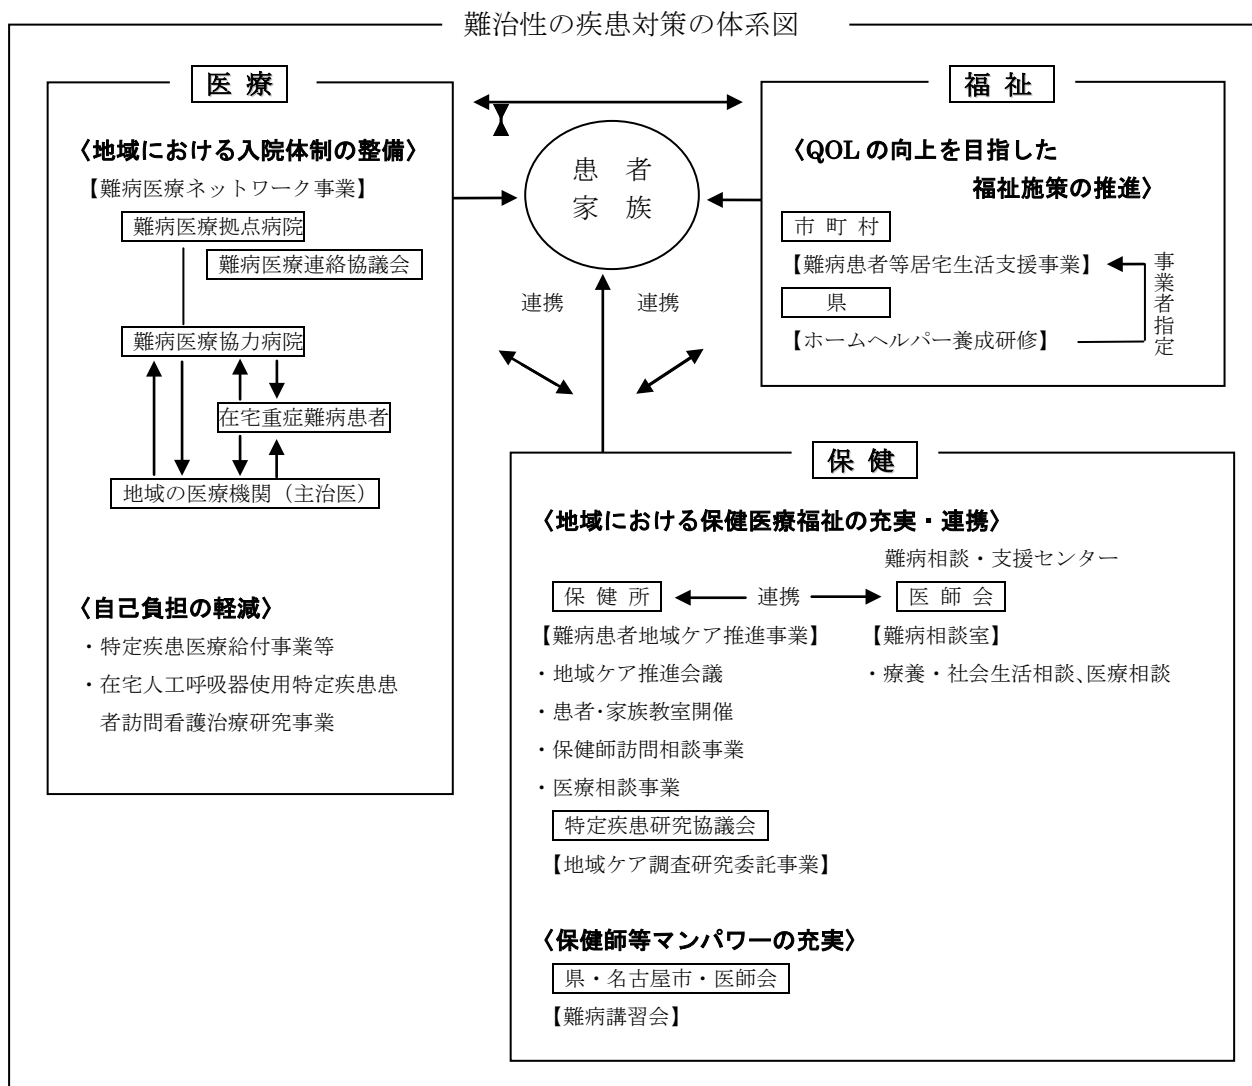 難治性の疾患対策の体系図
医 療
〈地域における入院体制の整備〉
【難病医療ネットワーク事業】
難病医療拠点病院
難病医療連絡協議会
難病医療協力病院
在宅重症難病患者
地域の医療機関（主治医）
〈自己負担の軽減〉
・特定疾患医療給付事業等
・在宅人工呼吸器使用特定疾患患
者訪問看護治療研究事業
患 者
家 族
連携
連携
福 祉
〈QOL の向上を目指した
福祉施策の推進〉
市 町 村
【難病患者等居宅生活支援事業】
県
【ホームヘルパー養成研修】
事業者指定
保 健
〈地域における保健医療福祉の充実・連携〉
難病相談・支援センター
保 健 所
連携
医 師 会
【難病患者地域ケア推進事業】
【難病相談室】
・地域ケア推進会議
・療養・社会生活相談、医療相談
・患者・家族教室開催
・保健師訪問相談事業
・医療相談事業
特定疾患研究協議会
【地域ケア調査研究委託事業】
〈保健師等マンパワーの充実〉
県・名古屋市・医師会
【難病講習会】